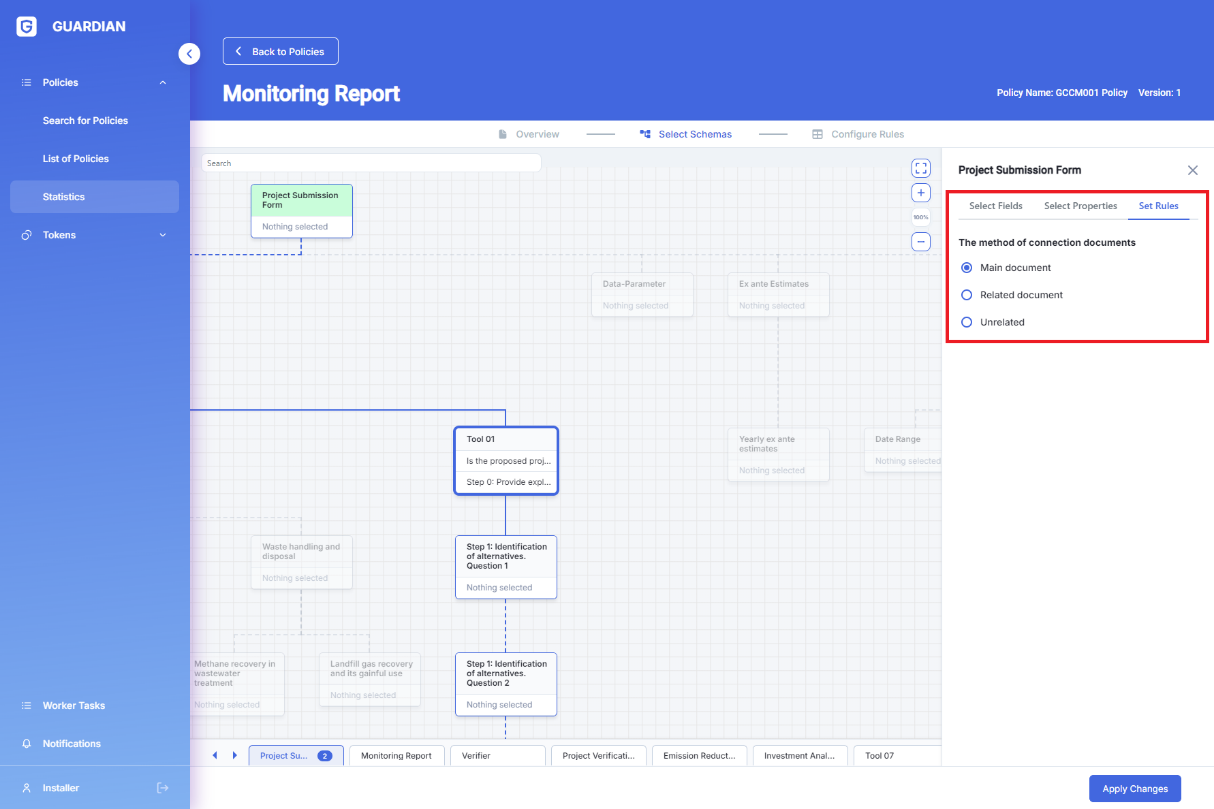 GUARDIAN
Policies
Search for Policies
List of Policies
Statistics
Tokens
Worker Tasks
Notifications
Installer
Back to Policies
Monitoring Report
Policy Name: GCCM001 Policy Version: 1
Overview
Select Schemas
Configure Rules
Search
100%
Project Submission
Form
Nothing selected
Data-Parameter
Nothing selected
Ex ante Estimates
Nothing selected
Tool 01
Is the proposed proj...
Step 0: Provide expl...
Yearly ex ante
estimates
Nothing selected
Date Range
Nothing selected
Waste handling and
disposal
Nothing selected
Step 1: Identification
of alternatives.
Question 1
Nothing selected
Methane recovery in
wastewater
treatment
Nothing selected
Landfill gas recovery
and its gainful use
Nothing selected
Step 1: Identification
of alternatives.
Question 2
Nothing selected
Project Su... 2
Monitoring Report
Verifier
Project Verificati...
Emission Reduct...
Investment Anal...
Tool 07
Project Submission Form
Select Fields
Select Properties
Set Rules
The method of connection documents
Main document
Related document
Unrelated
Apply Changes